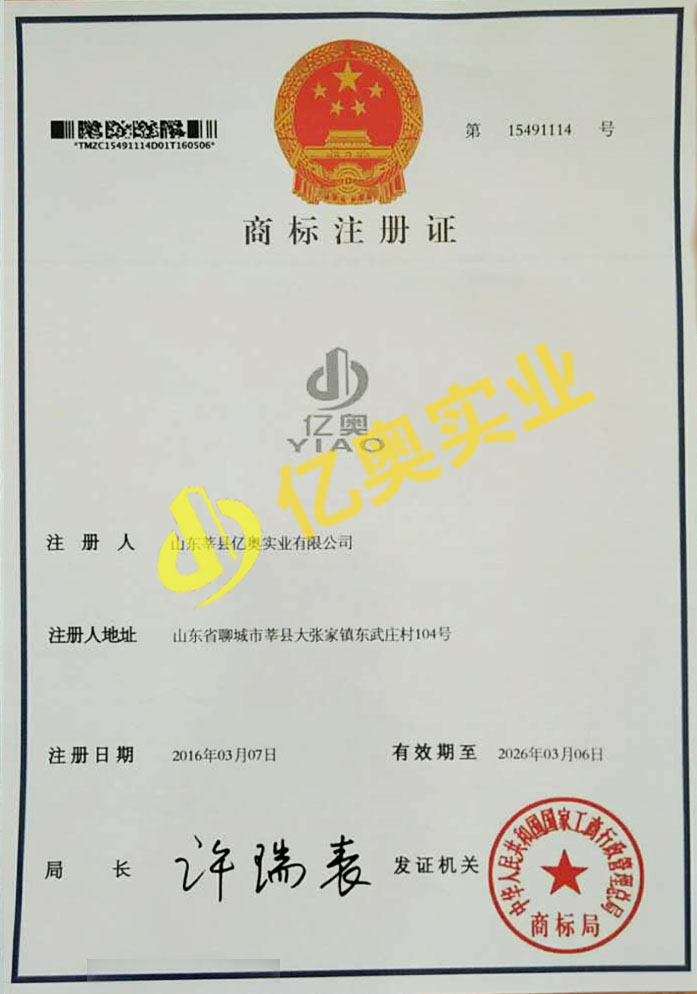 *TMZC15491114D01T160506*
第 15491114 号
商标注册证
亿奥
YIAO
亿奥实业
注册人 山东莘县亿奥实业有限公司
注册人地址 山东省聊城市莘县大张家镇东武庄村104号
注册日期 2016年03月07日 有效期至 2026年03月06日
局长 许瑞表 发证机关
中华人民共和国国家工商行政管理总局
商标局